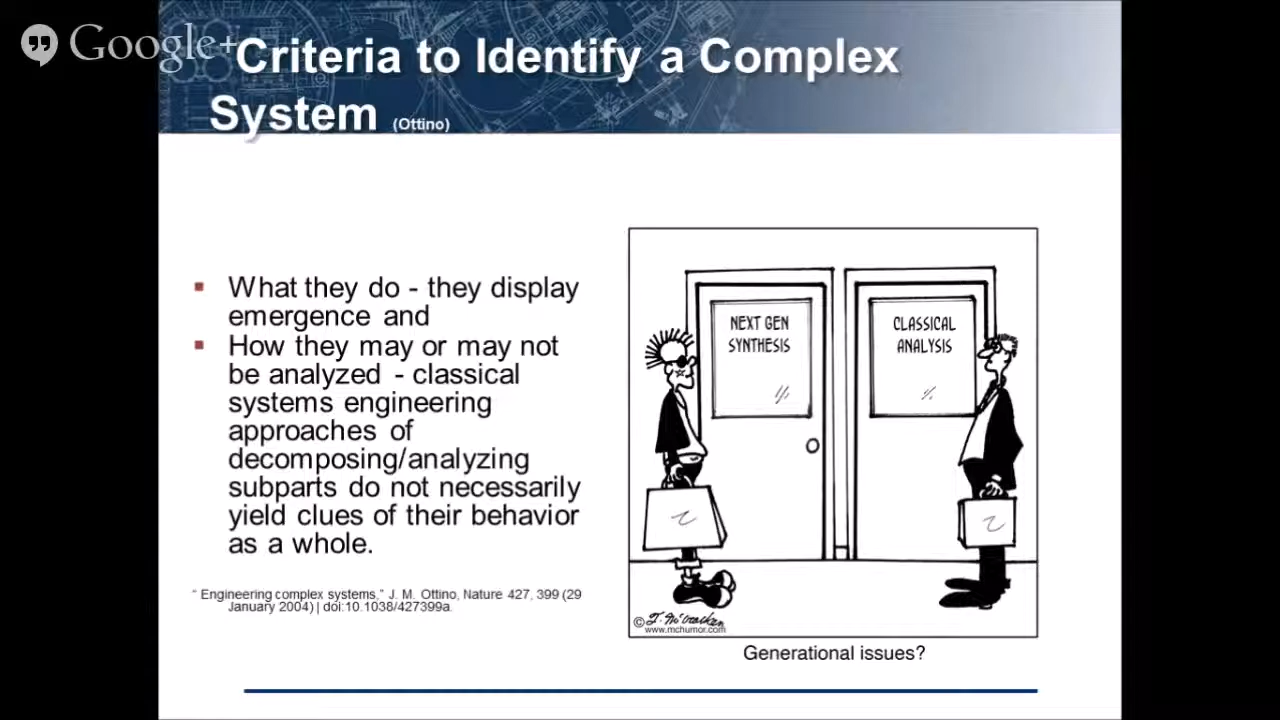 Google+
Criteria to Identify a Complex
System (Ottino)
▪ What they do - they display
emergence and
▪ How they may or may not
be analyzed - classical
systems engineering
approaches of
decomposing/analyzing
subparts do not necessarily
yield clues of their behavior
as a whole.
“ Engineering complex systems,” J. M. Ottino, Nature 427, 399 (29
January 2004) | doi:10.1038/427399a.
NEXT GEN
SYNTHESIS
CLASSICAL
ANALYSIS
© T. McCracken
www.mchumor.com
Generational issues?